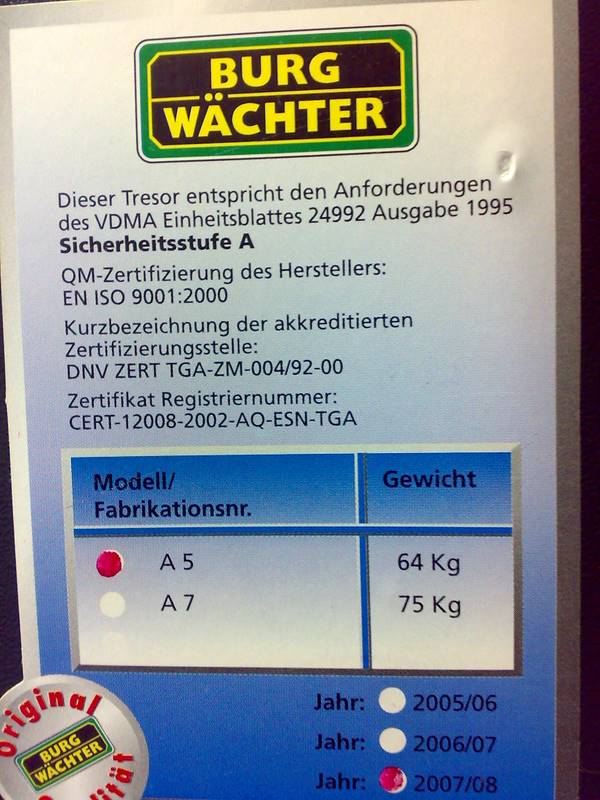 BURG
WÄCHTER
Dieser Tresor entspricht den Anforderungen
des VDMA Einheitsblattes 24992 Ausgabe 1995
Sicherheitsstufe A
QM-Zertifizierung des Herstellers:
EN ISO 9001:2000
Kurzbezeichnung der akkreditierten
Zertifizierungsstelle:
DNV ZERT TGA-ZM-004/92-00
Zertifikat Registriernummer:
CERT-12008-2002-AQ-ESN-TGA
Modell/
Fabrikationsnr.
Gewicht
A 5 64 Kg
A 7 75 Kg
Jahr: 2005/06
Jahr: 2006/07
Jahr: 2007/08
Original
BURG
WÄCHTER